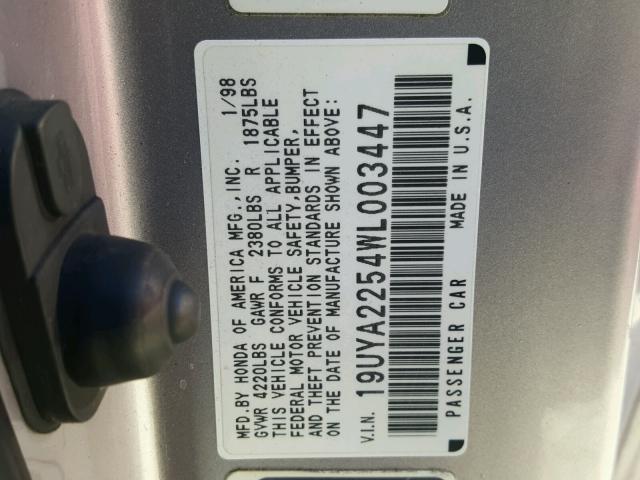 MFD.BY HONDA OF AMERICA MFG.,INC. 1/98
GVWR 4220LBS GAWR F 2380LBS R 1875LBS
THIS VEHICLE CONFORMS TO ALL APPLICABLE
FEDERAL MOTOR VEHICLE SAFETY,BUMPER,
AND THEFT PREVENTION STANDARDS IN EFFECT
ON THE DATE OF MANUFACTURE SHOWN ABOVE:
V.I.N. 19UYA2254WL003447
PASSENGER CAR MADE IN U.S.A.